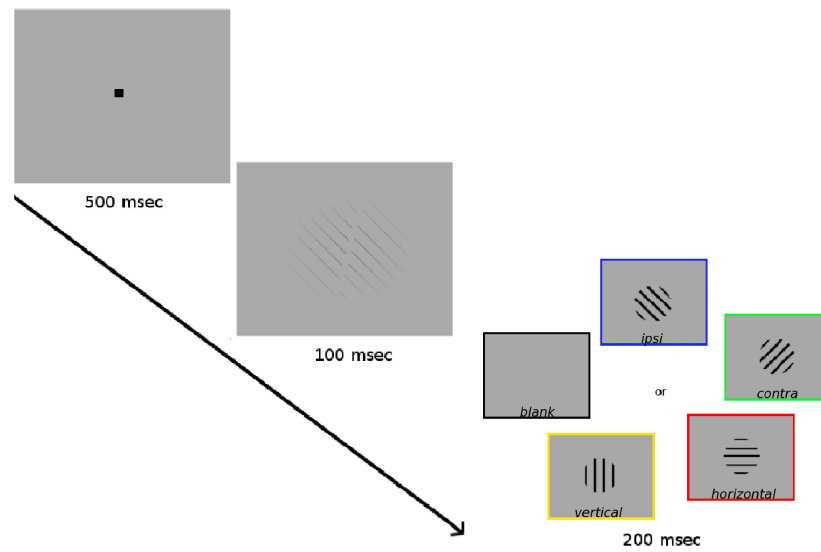 500 msec
100 msec
ipsi
blank
or
contra
vertical
horizontal
200 msec